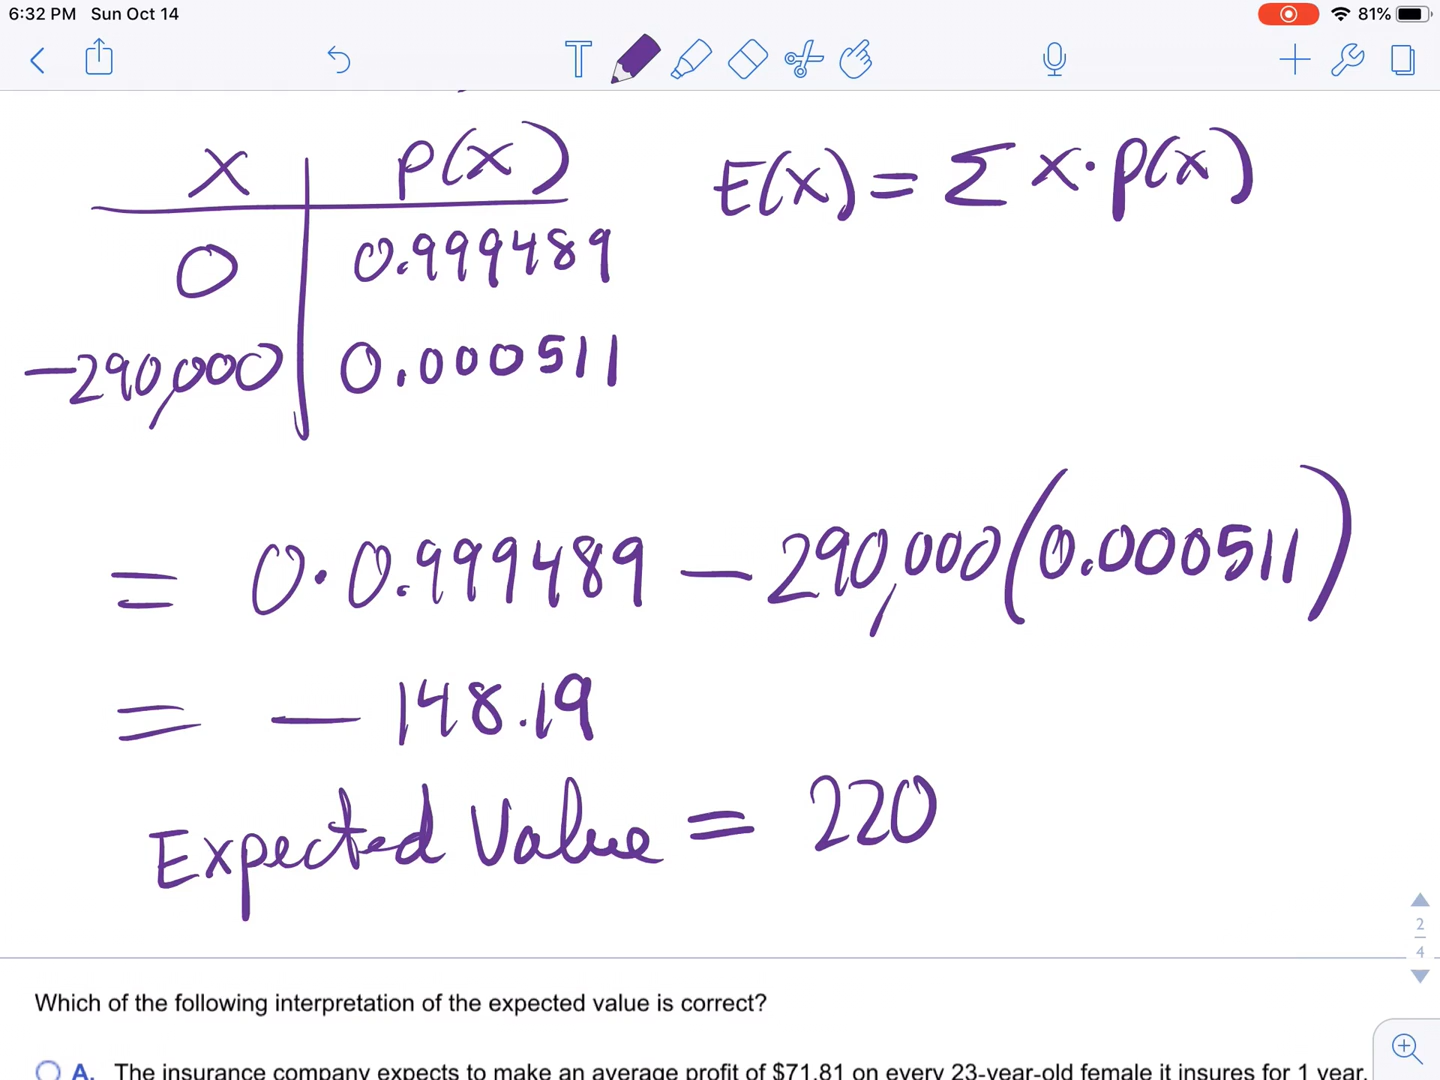 6:32 PM Sun Oct 14 81%
x p(x) E(x) = Σ x·p(x)
0 0.999489
-290,000 0.000511
= 0·0.999489 - 290,000(0.000511)
= -148.19
Expected Value = 220
2
4
Which of the following interpretation of the expected value is correct?
A. The insurance company expects to make an average profit of $71.81 on every 23-year-old female it insures for 1 year.